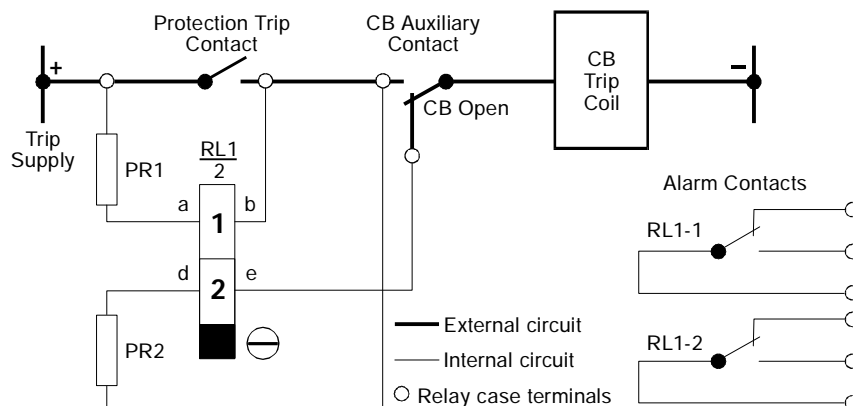 Protection Trip
Contact
CB Auxiliary
Contact
CB
Trip
Coil
+
–
CB Open
Trip
Supply
PR1
RL1
2
a
1
b
d
2
e
PR2
Alarm Contacts
RL1-1
RL1-2
External circuit
Internal circuit
Relay case terminals